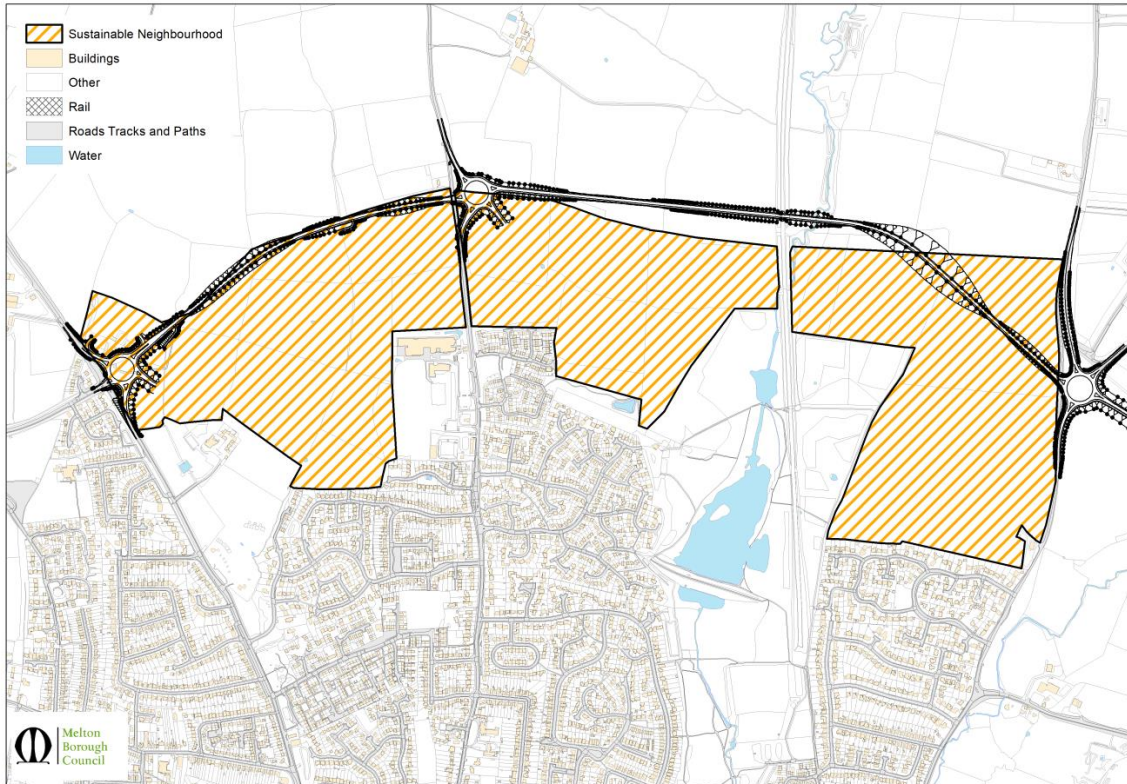 Sustainable Neighbourhood
Buildings
Other
Rail
Roads Tracks and Paths
Water
Melton
Borough
Council